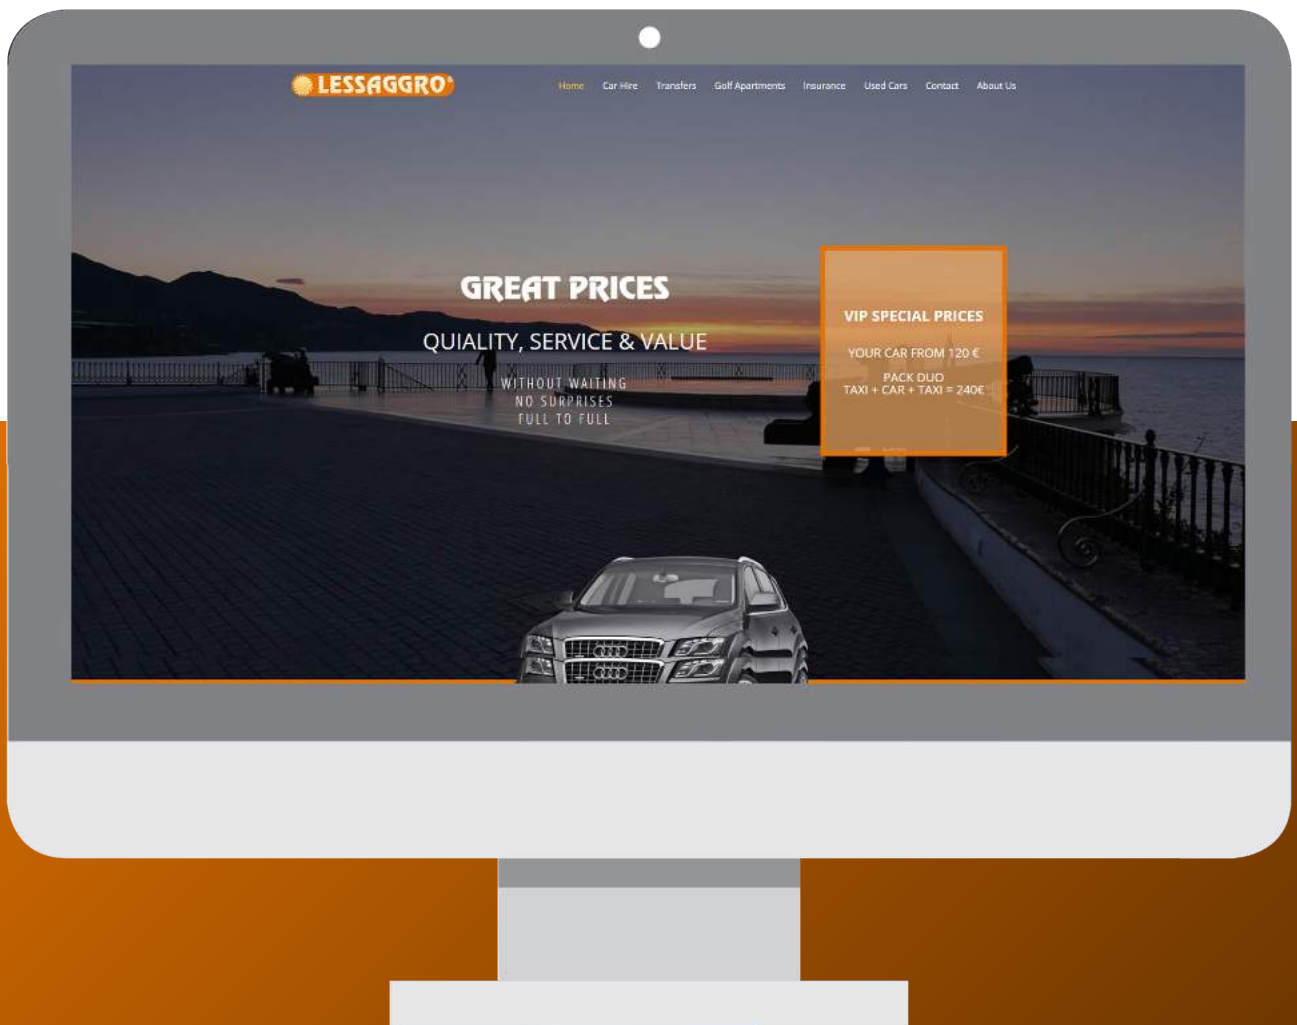 LESSAGGRO®
Home Car Hire Transfers Golf Apartments Insurance Used Cars Contact About Us
GREAT PRICES
QUIALITY, SERVICE & VALUE
WITHOUT WAITING
NO SURPRISES
FULL TO FULL
VIP SPECIAL PRICES
YOUR CAR FROM 120 €
PACK DUO
TAXI + CAR + TAXI = 240€